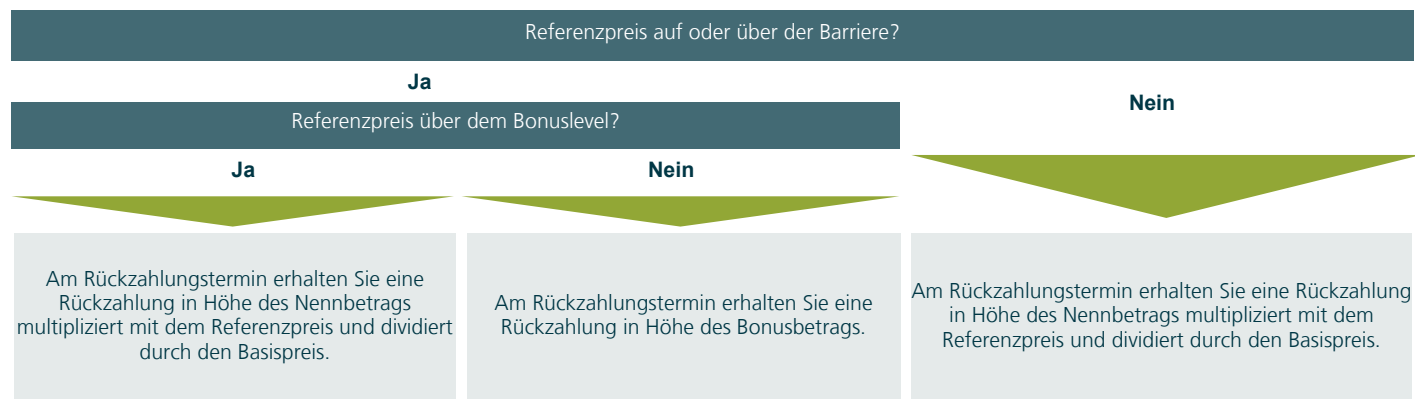 Referenzpreis auf oder über der Barriere?
Ja
Nein
Referenzpreis über dem Bonuslevel?
Ja
Nein
Am Rückzahlungstermin erhalten Sie eine
Rückzahlung in Höhe des Nennbetrags
multipliziert mit dem Referenzpreis und dividiert
durch den Basispreis.
Am Rückzahlungstermin erhalten Sie eine
Rückzahlung in Höhe des Bonusbetrags.
Am Rückzahlungstermin erhalten Sie eine Rückzahlung
in Höhe des Nennbetrags multipliziert mit dem
Referenzpreis und dividiert durch den Basispreis.